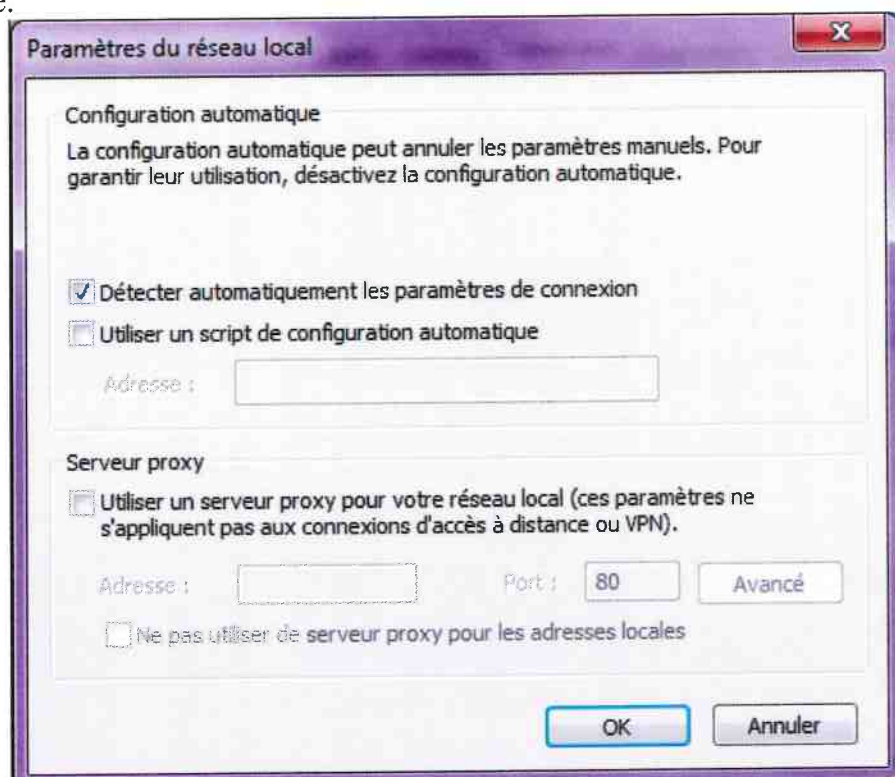 e.
Paramètres du réseau local
Configuration automatique
La configuration automatique peut annuler les paramètres manuels. Pour
garantir leur utilisation, désactivez la configuration automatique.
Détecter automatiquement les paramètres de connexion
Utiliser un script de configuration automatique
Adresse :
Serveur proxy
Utiliser un serveur proxy pour votre réseau local (ces paramètres ne
s'appliquent pas aux connexions d'accès à distance ou VPN).
Adresse : Port : 80 Avancé
Ne pas utiliser de serveur proxy pour les adresses locales
OK Annuler